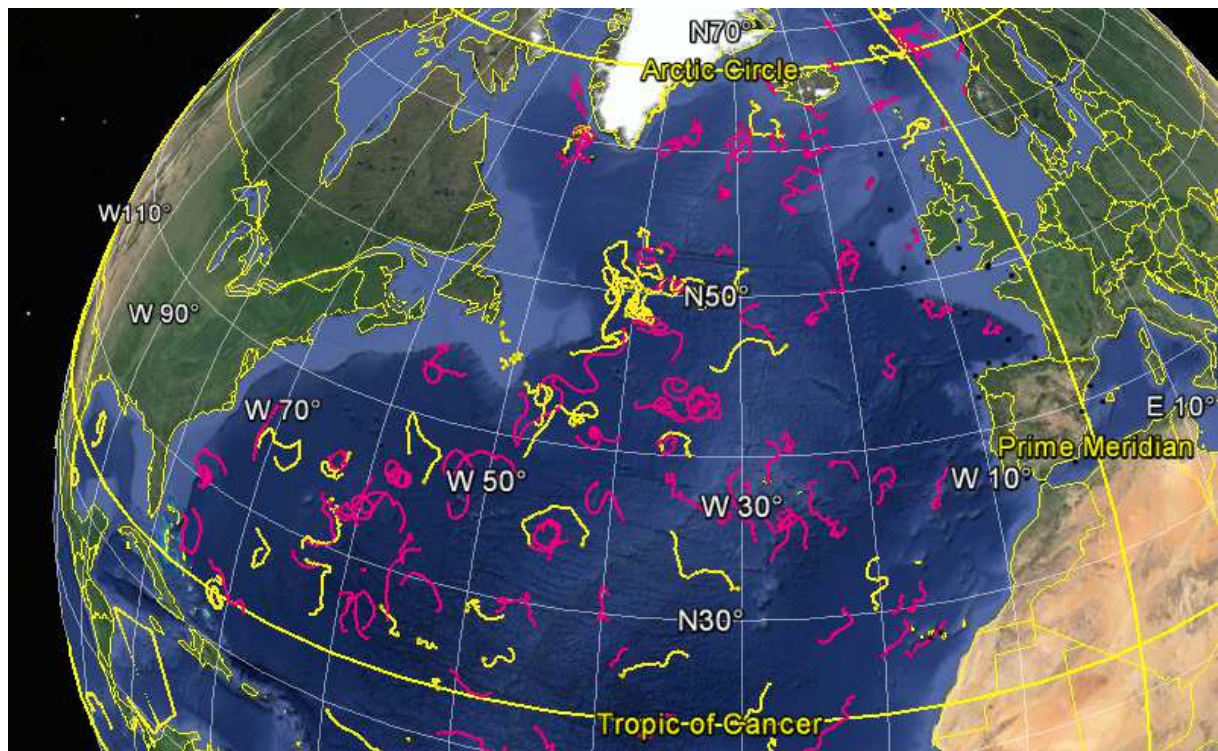 N70°
Arctic Circle
W110°
N50°
W 90°
W 70°
E 10°
Prime Meridian
W 50°
W 30°
W 10°
N30°
Tropic of Cancer